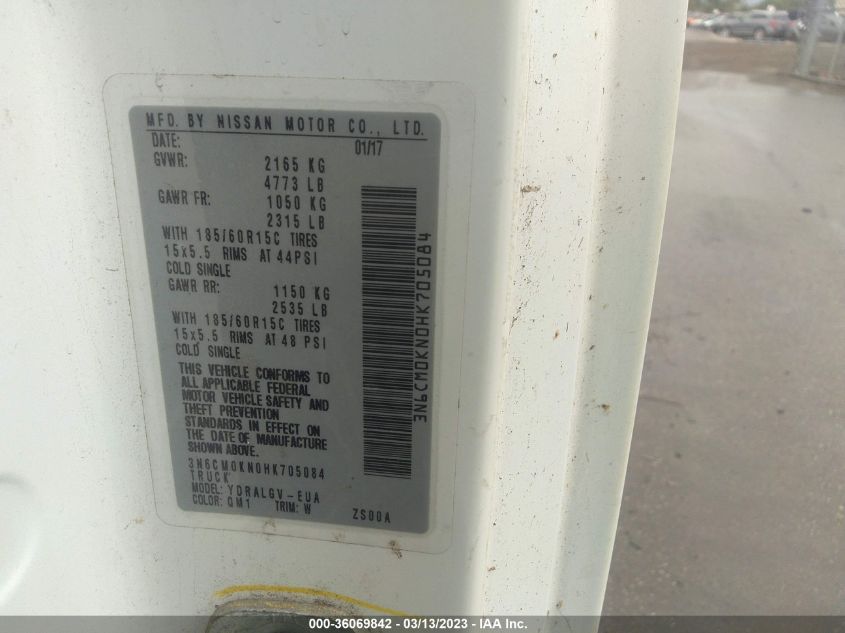 MFD. BY NISSAN MOTOR CO., LTD.
DATE: 01/17
GVWR: 2165 KG
4773 LB
GAWR FR: 1050 KG
2315 LB
WITH 185/60R15C TIRES
15x5.5 RIMS AT 44PSI
COLD SINGLE
GAWR RR: 1150 KG
2535 LB
WITH 185/60R15C TIRES
15x5.5 RIMS AT 48 PSI
COLD SINGLE
THIS VEHICLE CONFORMS TO
ALL APPLICABLE FEDERAL
MOTOR VEHICLE SAFETY AND
THEFT PREVENTION
STANDARDS IN EFFECT ON
THE DATE OF MANUFACTURE
SHOWN ABOVE.
3N6CM0KN0HK705084
TRUCK
MODEL: YDRALGV-EUA
COLOR: QM1 TRIM: W ZS00A
3N6CM0KN0HK705084
000-36069842 - 03/13/2023 - IAA Inc.